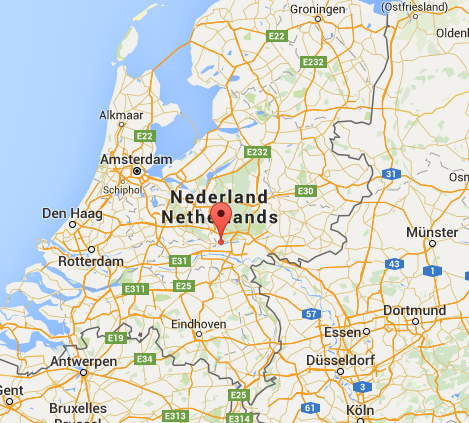 Groningen
(Ostfriesland)
E22
Olden
E232
Alkmaar
E22
Amsterdam
E232
31
Schiphol
Osn
E30
Nederland
Netherlands
Den Haag
Münster
Rotterdam
E31
43
1
E311
E25
57
Dortmund
Eindhoven
Essen
E19
E34
Antwerpen
Düsseldorf
3
Gent
E25
Bruxelles
61
Köln
E313
E314